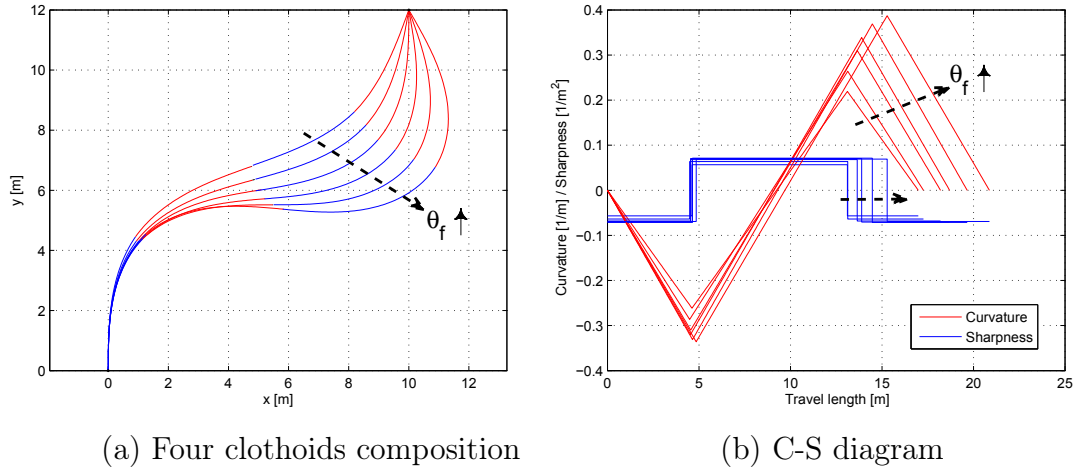 12
10
8
6
4
2
0
y [m]
0 2 4 6 8 10 12
x [m]
θf
(a) Four clothoids composition
0.4
0.3
0.2
0.1
0
−0.1
−0.2
−0.3
−0.4
Curvature [1/m] / Sharpness [1/m²]
0 5 10 15 20 25
Travel length [m]
θf
Curvature
Sharpness
(b) C-S diagram